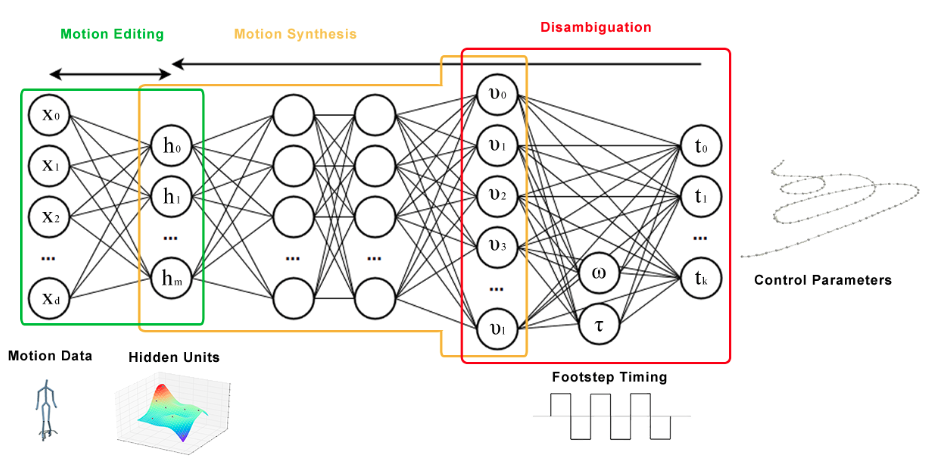 Motion Editing
Motion Synthesis
Disambiguation
x0
x1
x2
...
xd
h0
h1
...
hm
...
...
υ0
υ1
υ2
υ3
...
υl
ω
τ
t0
t1
...
tk
Control Parameters
Motion Data
Hidden Units
Footstep Timing